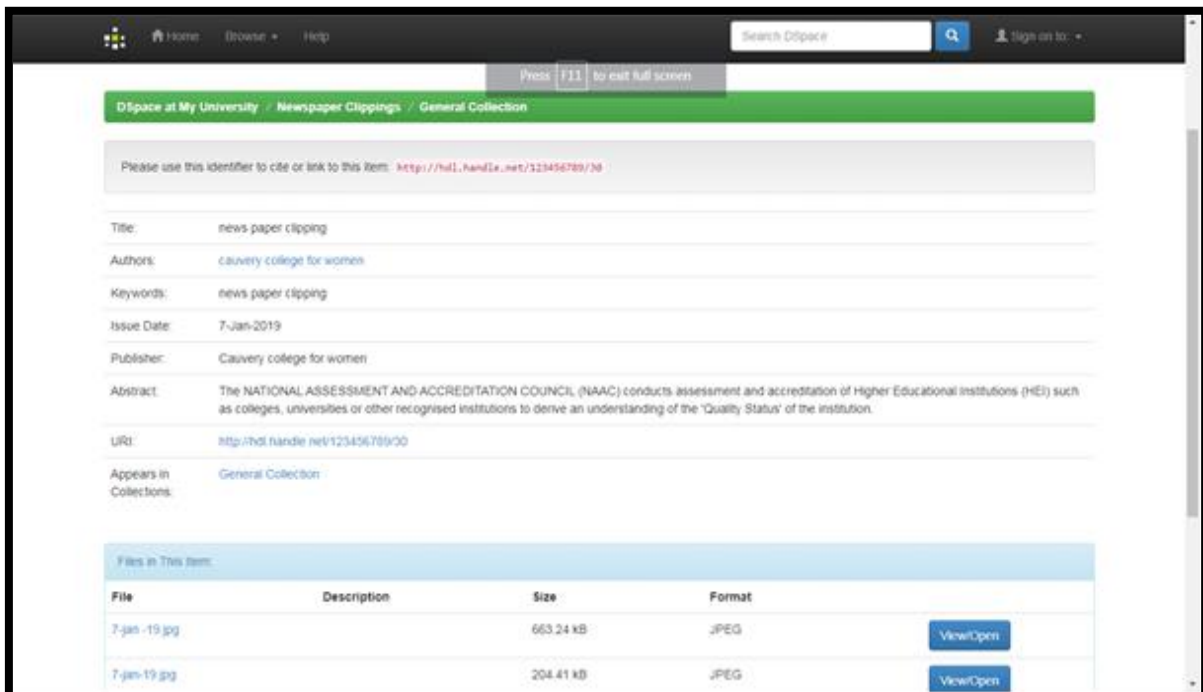 Home Browse Help Search DSpace Sign on to:
Press F11 to exit full screen
DSpace at My University / Newspaper Clippings / General Collection
Please use this identifier to cite or link to this item: http://hdl.handle.net/123456789/30
Title: news paper clipping
Authors: cauvery college for women
Keywords: news paper clipping
Issue Date: 7-Jan-2019
Publisher: Cauvery college for women
Abstract: The NATIONAL ASSESSMENT AND ACCREDITATION COUNCIL (NAAC) conducts assessment and accreditation of Higher Educational Institutions (HEI) such
as colleges, universities or other recognised institutions to derive an understanding of the 'Quality Status' of the institution.
URI: http://hdl.handle.net/123456789/30
Appears in General Collection
Collections:
Files in This Item:
File Description Size Format
7-jan -19.jpg 663.24 kB JPEG View/Open
7-jan-19.jpg 204.41 kB JPEG View/Open